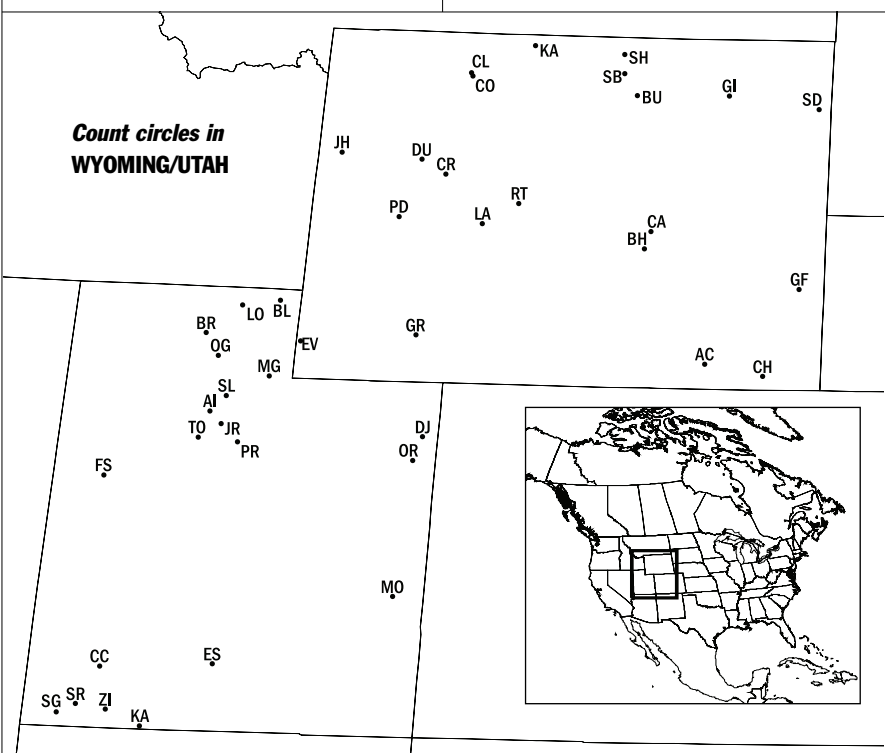 KA
SH
CL
SB
CO
BU
GI
SD
Count circles in
WYOMING/UTAH
JH
DU
CR
RT
PD
LA
CA
BH
GF
LO
BL
BR
GR
EV
OG
MG
AC
CH
SL
AI
TO
JR
PR
DJ
OR
FS
MO
CC
ES
SG
SR
ZI
KA